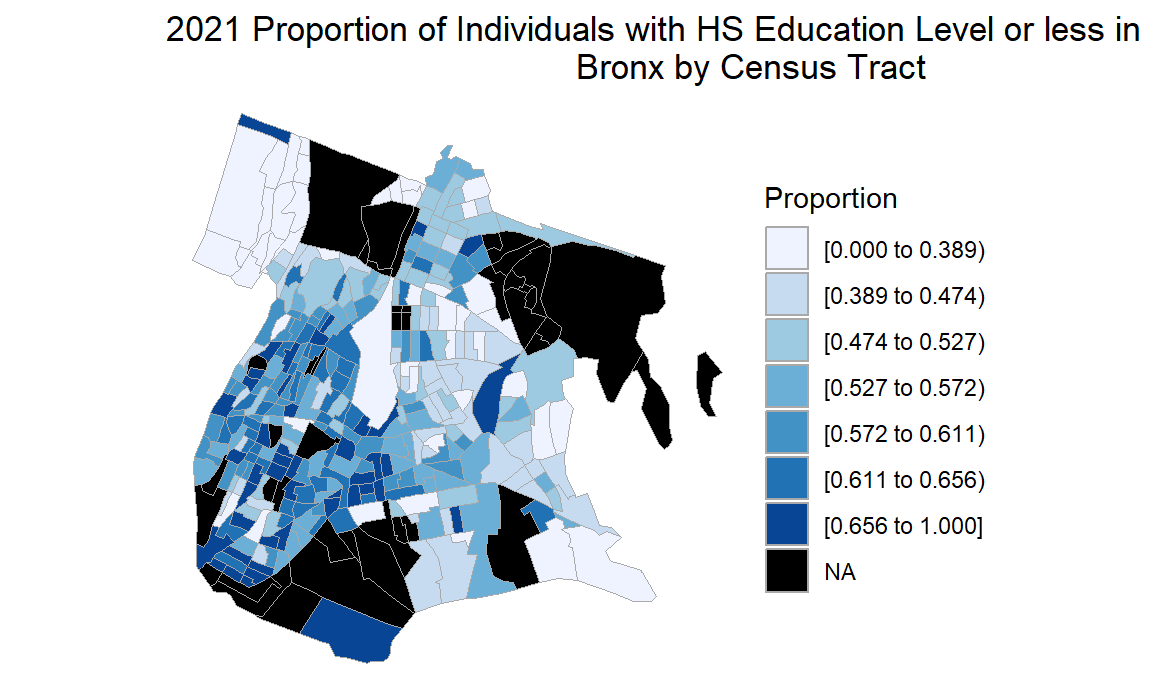 2021 Proportion of Individuals with HS Education Level or less in
Bronx by Census Tract
Proportion
[0.000 to 0.389)
[0.389 to 0.474)
[0.474 to 0.527)
[0.527 to 0.572)
[0.572 to 0.611)
[0.611 to 0.656)
[0.656 to 1.000]
NA